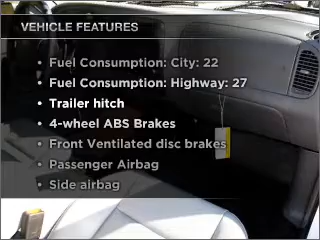 VEHICLE FEATURES
• Fuel Consumption: City: 22
• Fuel Consumption: Highway: 27
• Trailer hitch
• 4-wheel ABS Brakes
• Front Ventilated disc brakes
• Passenger Airbag
• Side airbag